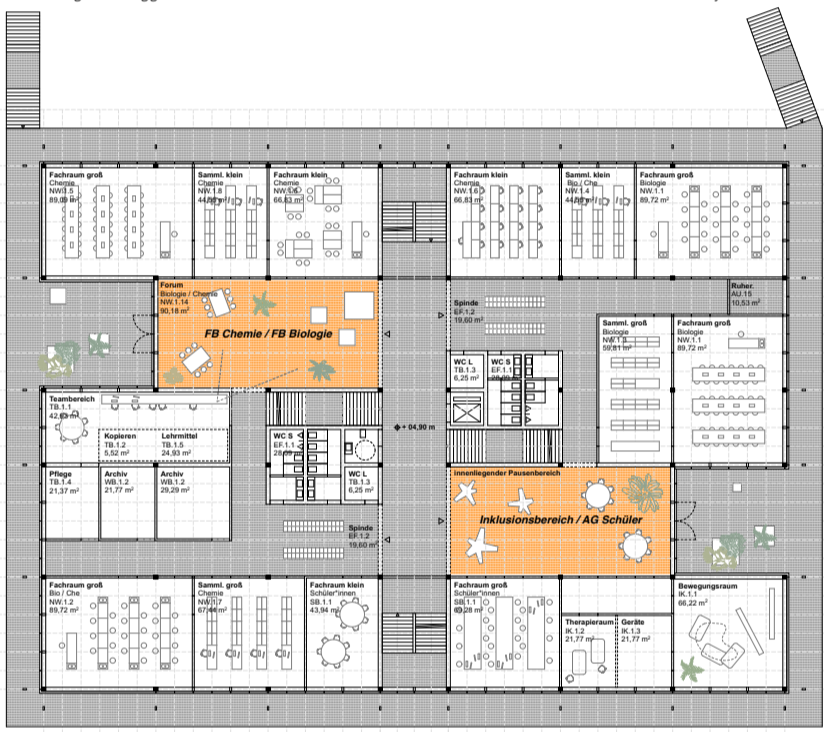 Fachraum groß
Chemie
NW.1.5
89,09 m²
Samml. klein
Chemie
NW.1.8
Fachraum klein
Chemie
66,83 m²
Fachraum klein
Chemie
NW.1.6
66,83 m²
Samml. klein
Bio / Che
NW.1.4
Fachraum groß
Biologie
NW.1.1
89,72 m²
Forum
Biologie / Chemie
NW.1.14
90,18 m²
FB Chemie / FB Biologie
Spinde
EF.1.2
19,60 m²
Ruher.
AU.15
10,53 m²
Samml. groß
Biologie
59,81 m²
Fachraum groß
Biologie
NW.1.1
89,72 m²
WC L
TB.1.3
6,25 m²
WC S
EF.1.1
Teambereich
TB.1.1
Kopieren
TB.1.2
5,52 m²
Lehrmittel
TB.1.5
24,93 m²
+ 04,90 m
WC S
EF.1.1
WC L
TB.1.3
6,25 m²
Pflege
TB.1.4
21,37 m²
Archiv
WB.1.2
21,77 m²
Archiv
WB.1.2
29,29 m²
innenliegender Pausenbereich
Inklusionsbereich / AG Schüler
Spinde
EF.1.2
19,60 m²
Fachraum groß
Bio / Che
NW.1.2
89,72 m²
Samml. groß
Chemie
NW.1.7
Fachraum klein
Schüler*innen
SB.1.1
43,94 m²
Fachraum groß
Schüler*innen
SB.1.1
Therapieraum
IK.1.2
21,77 m²
Geräte
IK.1.3
21,77 m²
Bewegungsraum
IK.1.1
66,22 m²